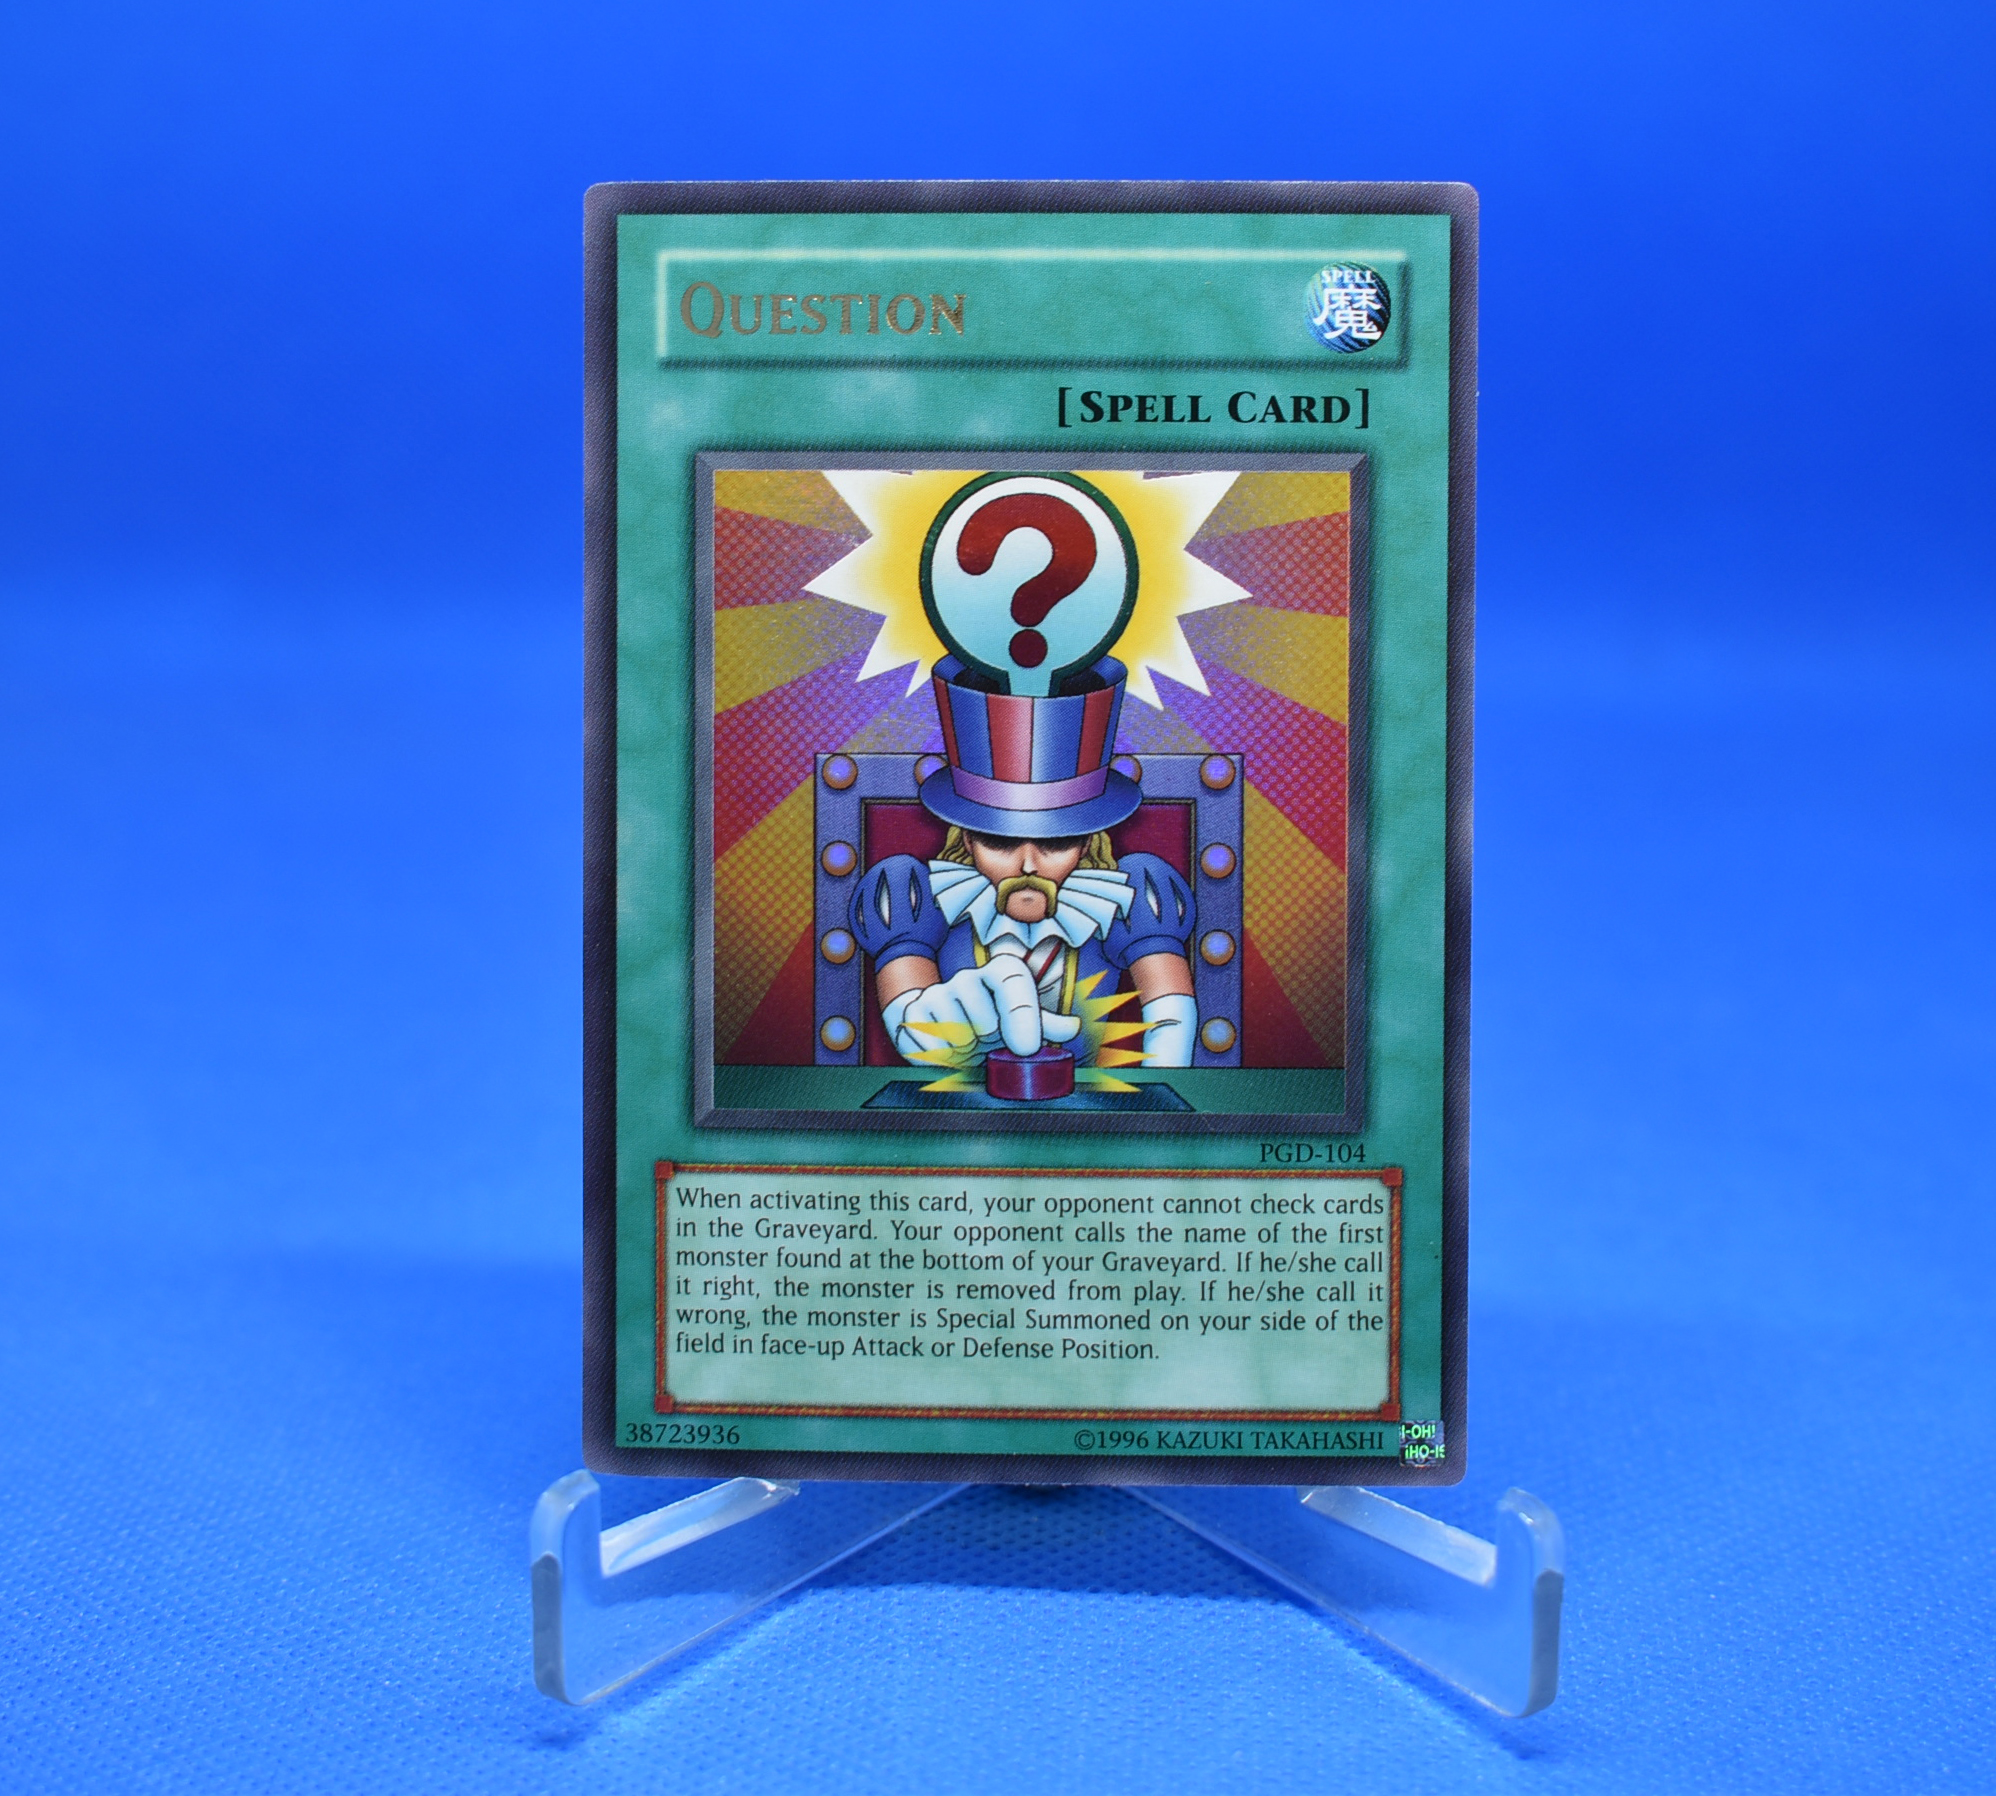 QUESTION
SPELL
魔
[SPELL CARD]
?
PGD-104
When activating this card, your opponent cannot check cards
in the Graveyard. Your opponent calls the name of the first
monster found at the bottom of your Graveyard. If he/she call
it right, the monster is removed from play. If he/she call it
wrong, the monster is Special Summoned on your side of the
field in face-up Attack or Defense Position.
38723936
©1996 KAZUKI TAKAHASHI
I-OH!